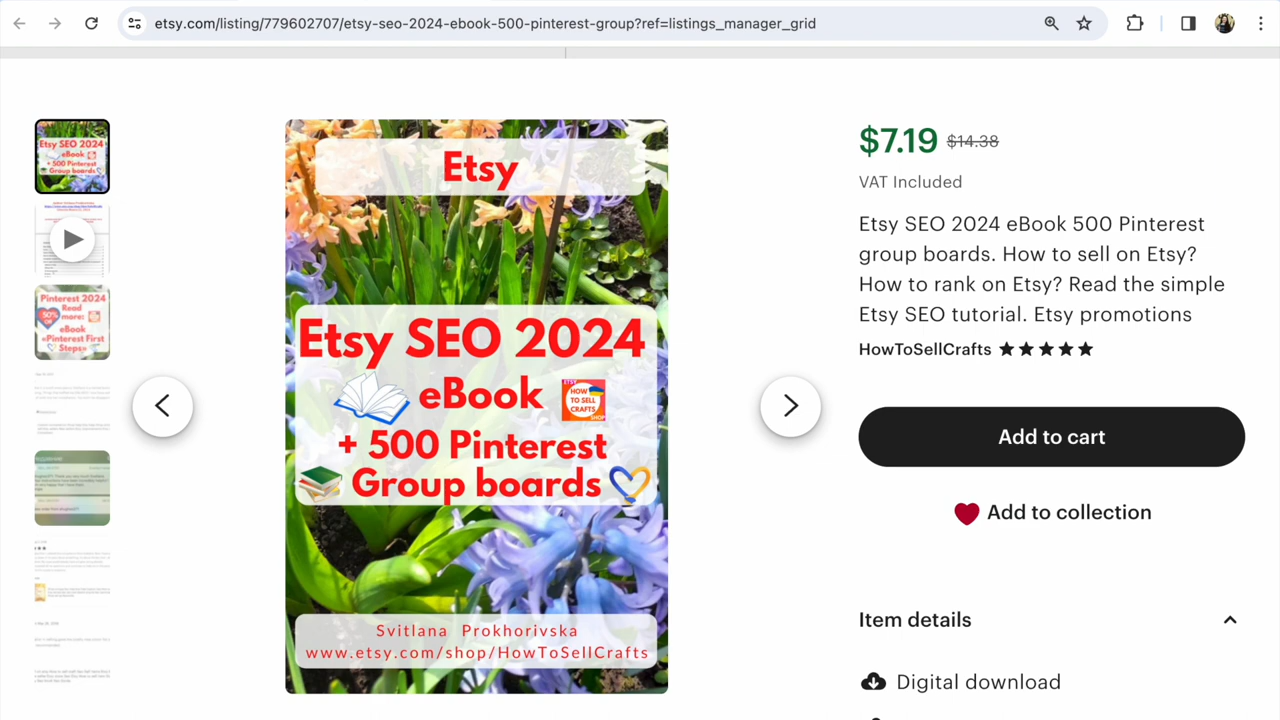 etsy.com/listing/779602707/etsy-seo-2024-ebook-500-pinterest-group?ref=listings_manager_grid
Etsy SEO 2024
eBook
+ 500 Pinterest
Group boards
Pinterest 2024
Read
more:
50%
eBook
«Pinterest First
Steps»
Etsy
Etsy SEO 2024
eBook
ETSY
HOW
TO SELL
CRAFTS
SHOP
+ 500 Pinterest
Group boards
Svitlana Prokhorivska
www.etsy.com/shop/HowToSellCrafts
$7.19 $14.38
VAT Included
Etsy SEO 2024 eBook 500 Pinterest
group boards. How to sell on Etsy?
How to rank on Etsy? Read the simple
Etsy SEO tutorial. Etsy promotions
HowToSellCrafts
Add to cart
Add to collection
Item details
Digital download